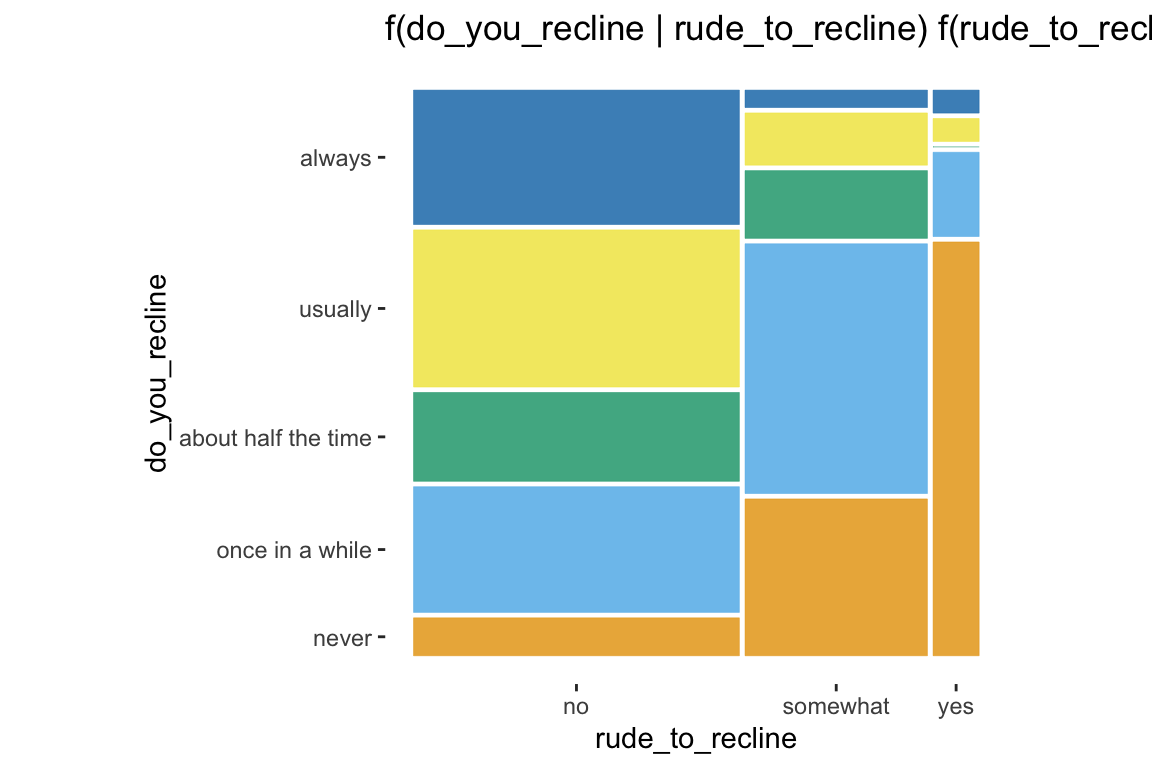 f(do_you_recline | rude_to_recline) f(rude_to_recl
always
usually
about half the time
once in a while
never
do_you_recline
no somewhat yes
rude_to_recline